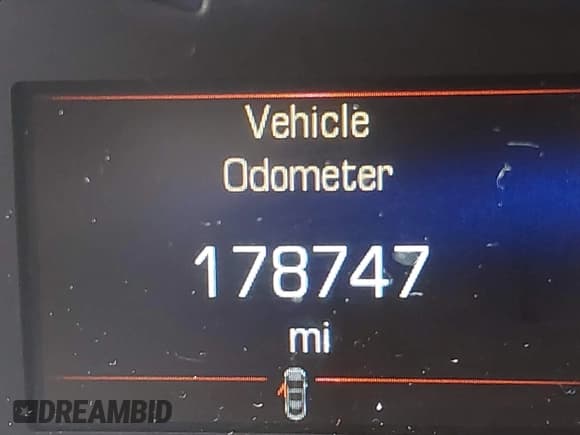 Vehicle
Odometer
178747
mi
DREAMBID